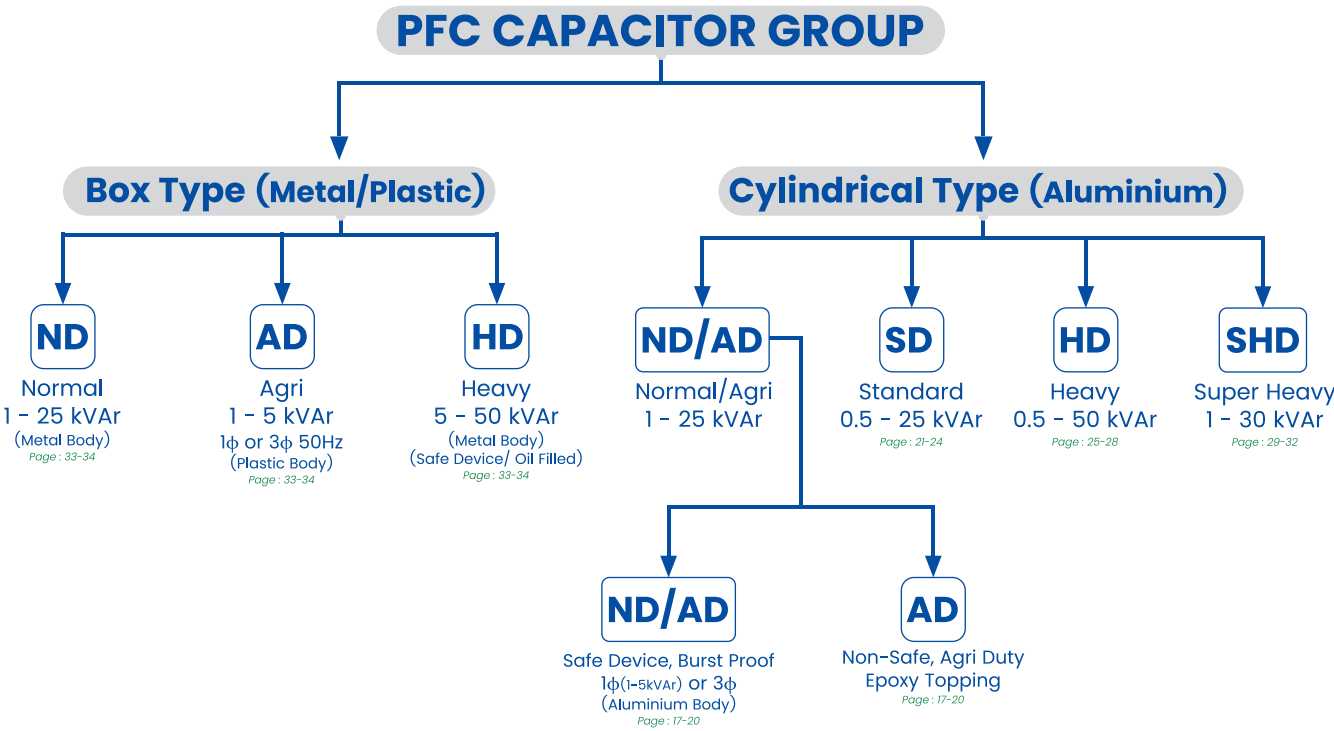 PFC CAPACITOR GROUP
Box Type (Metal/Plastic)
Cylindrical Type (Aluminium)
ND
Normal
1 - 25 kVAr
(Metal Body)
Page : 33-34
AD
Agri
1 - 5 kVAr
1ϕ or 3ϕ 50Hz
(Plastic Body)
Page : 33-34
HD
Heavy
5 - 50 kVAr
(Metal Body)
(Safe Device/ Oil Filled)
Page : 33-34
ND/AD
Normal/Agri
1 - 25 kVAr
SD
Standard
0.5 - 25 kVAr
Page : 21-24
HD
Heavy
0.5 - 50 kVAr
Page : 25-28
SHD
Super Heavy
1 - 30 kVAr
Page : 29-32
ND/AD
Safe Device, Burst Proof
1ϕ(1-5kVAr) or 3ϕ
(Aluminium Body)
Page : 17-20
AD
Non-Safe, Agri Duty
Epoxy Topping
Page : 17-20